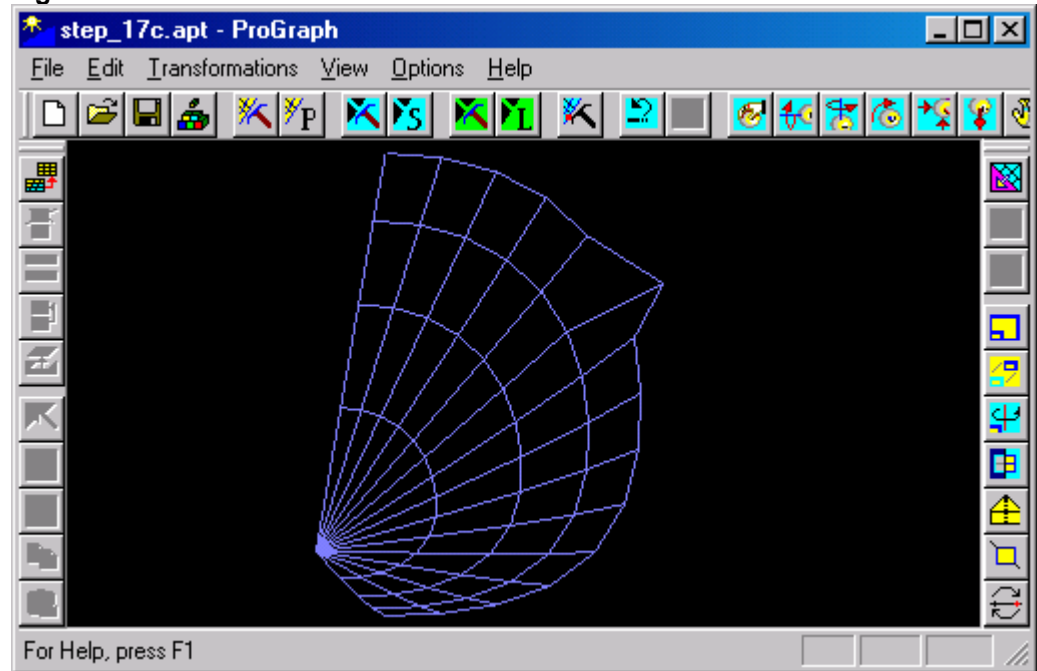 step_17c.apt - ProGraph
File Edit Transformations View Options Help
P S L
For Help, press F1